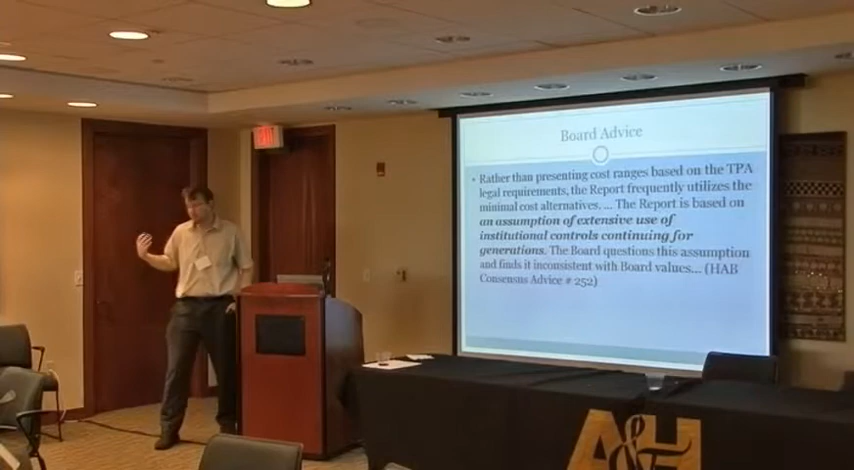 EXIT
Board Advice
• Rather than presenting cost ranges based on the TPA
legal requirements, the Report frequently utilizes the
minimal cost alternatives. ... The Report is based on
an assumption of extensive use of
institutional controls continuing for
generations. The Board questions this assumption
and finds it inconsistent with Board values... (HAB
Consensus Advice # 252)
A&H